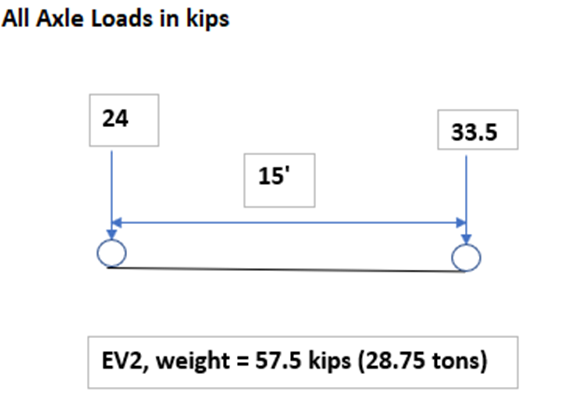 All Axle Loads in kips
24
33.5
15'
EV2, weight = 57.5 kips (28.75 tons)